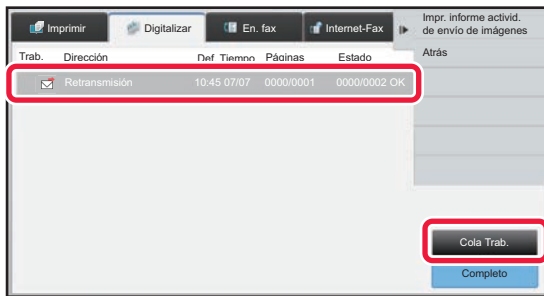 Imprimir Digitalizar En. fax Internet-Fax
Impr. informe activid.
de envío de imágenes
Trab. Dirección Def. Tiempo Páginas Estado
Atrás
Retransmisión 10:45 07/07 0000/0001 0000/0002 OK
Cola Trab.
Completo